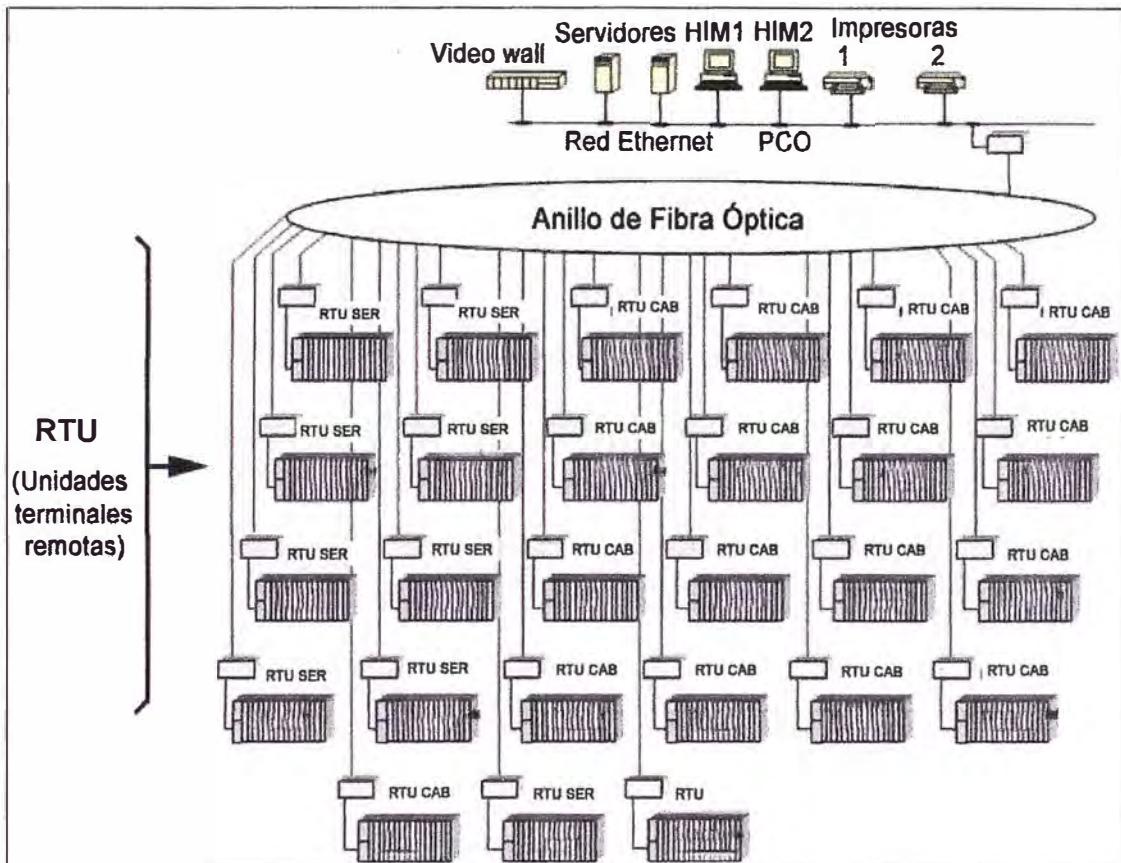 Servidores HIM1 HIM2 Impresoras
Video wall 1 2
Red Ethernet PCO
Anillo de Fibra Óptica
RTU SER RTU SER RTU CAB RTU CAB RTU CAB RTU CAB
RTU SER RTU SER RTU CAB RTU CAB RTU CAB RTU CAB
RTU
(Unidades
terminales
remotas)
RTU SER RTU SER RTU CAB RTU CAB RTU CAB RTU CAB
RTU SER RTU SER RTU CAB RTU CAB RTU CAB RTU CAB
RTU CAB RTU SER RTU